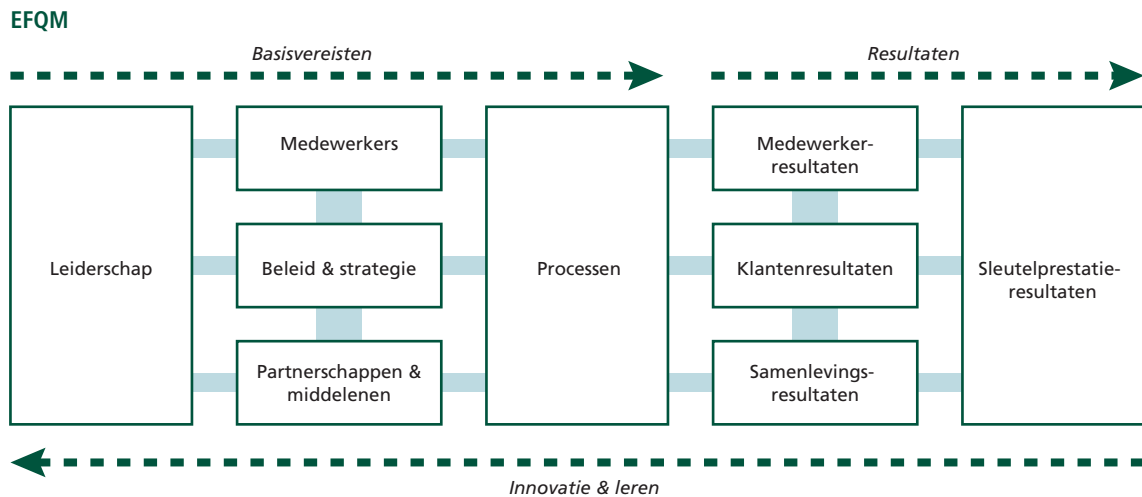 EFQM
Basisvereisten
Resultaten
Leiderschap
Medewerkers
Beleid & strategie
Partnerschappen &
middelenen
Processen
Medewerker-
resultaten
Klantenresultaten
Samenlevings-
resultaten
Sleutelprestatie-
resultaten
Innovatie & leren